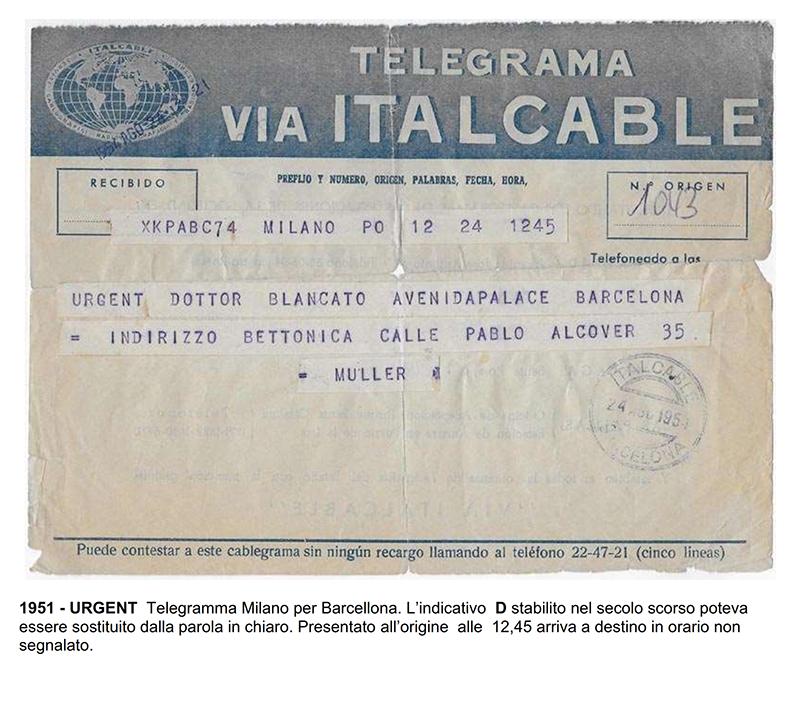 ITALCABLE
TELEGRAMA
VIA ITALCABLE
RECIBIDO
PREFIJO Y NUMERO, ORIGEN, PALABRAS, FECHA, HORA,
N. ORIGEN
1043
XKPABC74 MILANO PO 12 24 1245
Telefoneado a las
URGENT DOTTOR BLANCATO AVENIDAPALACE BARCELONA
= INDIRIZZO BETTONICA CALLE PABLO ALCOVER 35
= MULLER
ITALCABLE
24
Puede contestar a este cablegrama sin ningún recargo llamando al teléfono 22-47-21 (cinco lineas)
1951 - URGENT Telegramma Milano per Barcellona. L’indicativo D stabilito nel secolo scorso poteva
essere sostituito dalla parola in chiaro. Presentato all’origine alle 12,45 arriva a destino in orario non
segnalato.